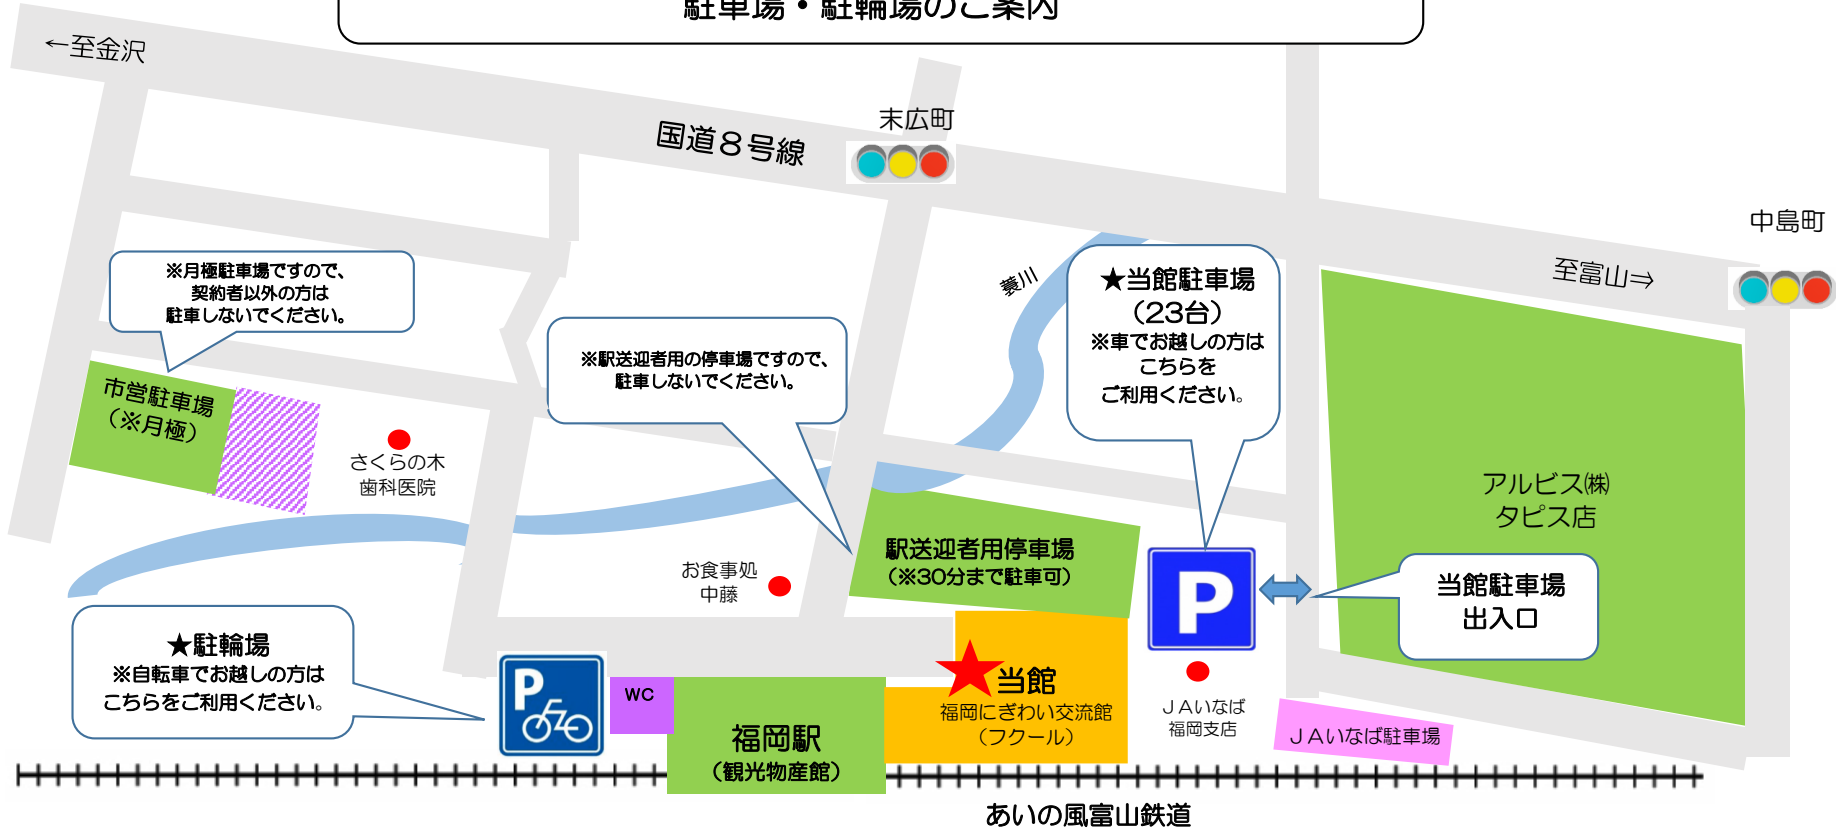 駐車場・駐輪場のご案内
←至金沢
国道8号線
末広町
中島町
至富山⇒
蓑川
※月極駐車場ですので、
契約者以外の方は
駐車しないでください。
※駅送迎者用の停車場ですので、
駐車しないでください。
★当館駐車場
(23台)
※車でお越しの方は
こちらを
ご利用ください。
市営駐車場
(※月極)
さくらの木
歯科医院
アルビス㈱
タピス店
駅送迎者用停車場
(※30分まで駐車可)
お食事処
中藤
P
当館駐車場
出入口
★駐輪場
※自転車でお越しの方は
こちらをご利用ください。
P
WC
当館
福岡にぎわい交流館
(フクール)
JAいなば
福岡支店
JAいなば駐車場
福岡駅
(観光物産館)
あいの風富山鉄道